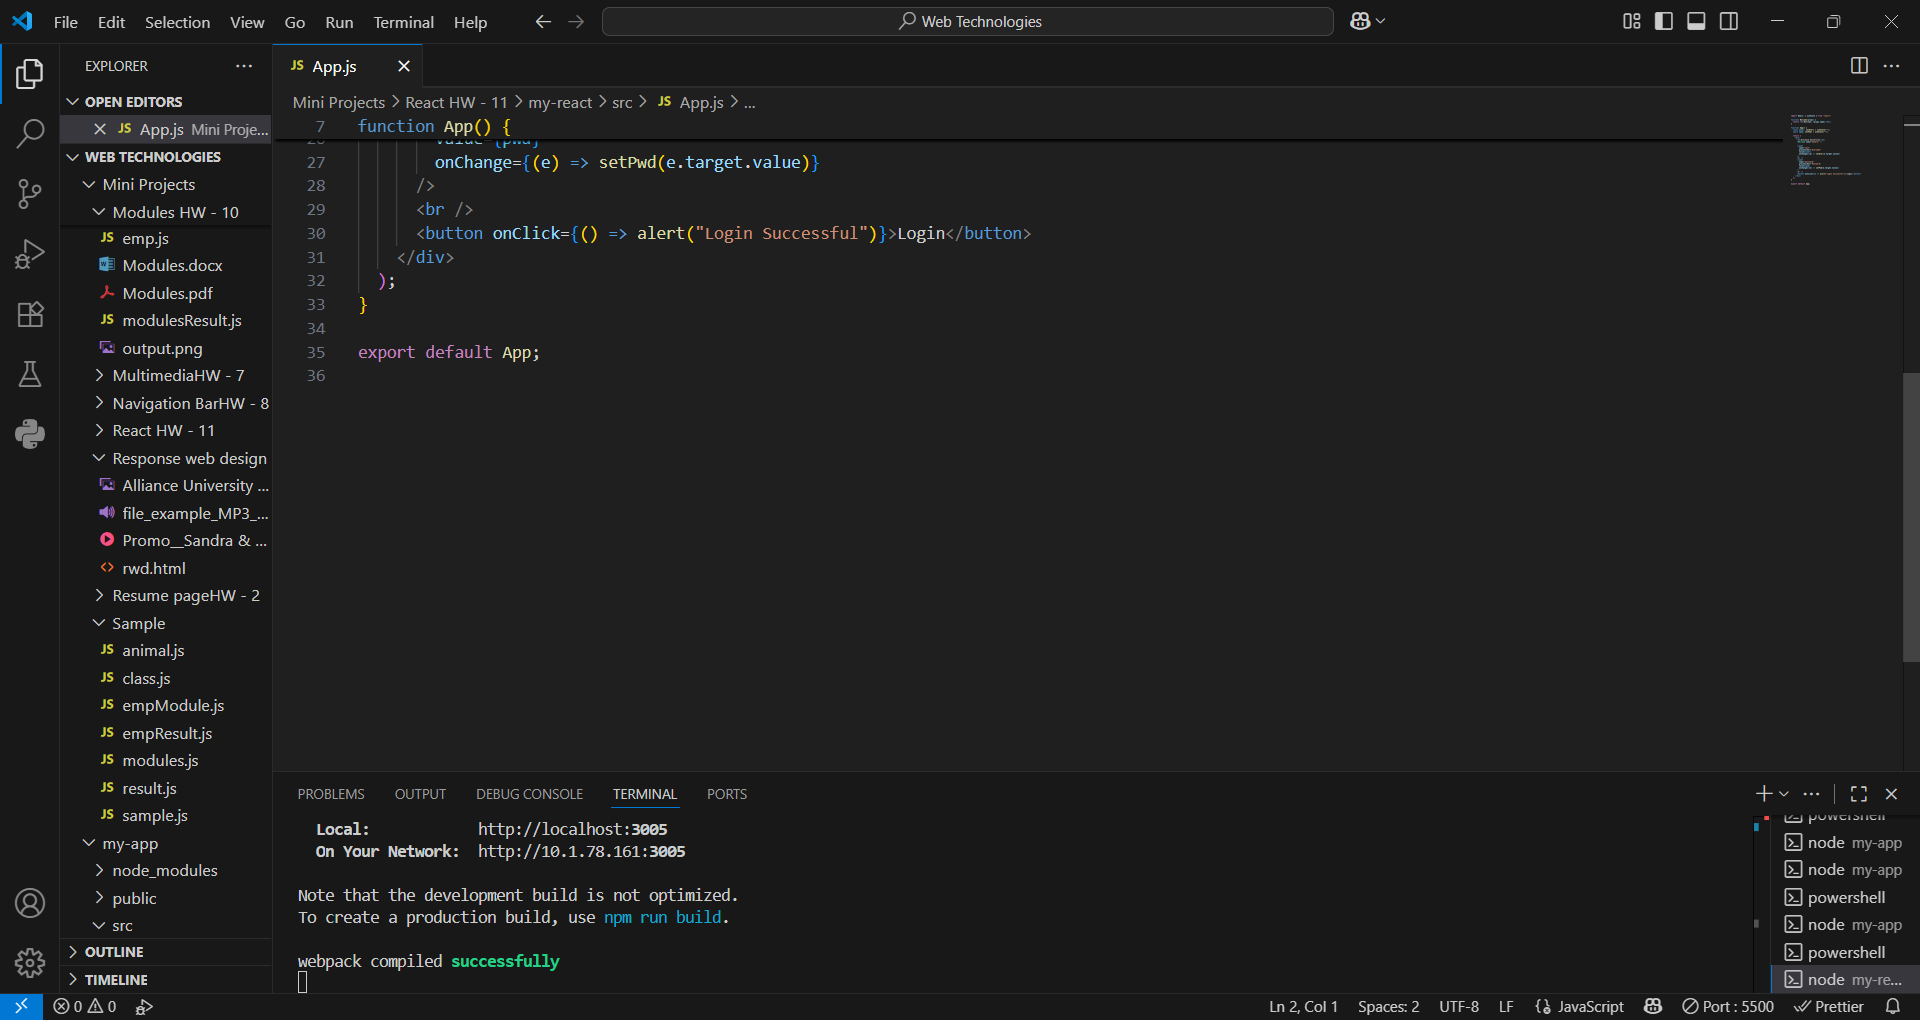 File Edit Selection View Go Run Terminal Help
Web Technologies
EXPLORER
OPEN EDITORS
JS App.js Mini Proje...
WEB TECHNOLOGIES
Mini Projects
Modules HW - 10
JS emp.js
Modules.docx
Modules.pdf
JS modulesResult.js
output.png
MultimediaHW - 7
Navigation BarHW - 8
React HW - 11
Response web design
Alliance University ...
file_example_MP3_...
Promo__Sandra & ...
rwd.html
Resume pageHW - 2
Sample
JS animal.js
JS class.js
JS empModule.js
JS empResult.js
JS modules.js
JS result.js
JS sample.js
my-app
node_modules
public
src
OUTLINE
TIMELINE
JS App.js
Mini Projects > React HW - 11 > my-react > src > JS App.js > ...
7 function App() {
26 value={pwd}
27 onChange={(e) => setPwd(e.target.value)}
28 />
29 <br />
30 <button onClick={() => alert("Login Successful")}>Login</button>
31 </div>
32 );
33 }
34
35 export default App;
36
PROBLEMS OUTPUT DEBUG CONSOLE TERMINAL PORTS
Local: http://localhost:3005
On Your Network: http://10.1.78.161:3005
Note that the development build is not optimized.
To create a production build, use npm run build.
webpack compiled successfully
powershell
node my-app
node my-app
powershell
node my-app
powershell
node my-re...
0 0
Ln 2, Col 1 Spaces: 2 UTF-8 LF {} JavaScript Port : 5500 Prettier